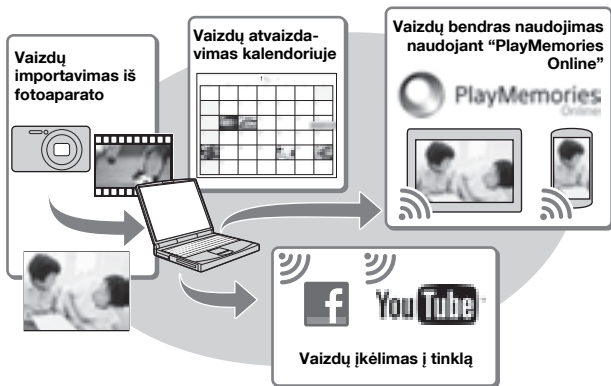 Vaizdų
importavimas iš
fotoaparato
Vaizdų atvaizda-
vimas kalendoriuje
1
Vaizdų bendras naudojimas
naudojant “PlayMemories
Online”
PlayMemories
Online
f
You Tube
Vaizdų įkėlimas į tinklą